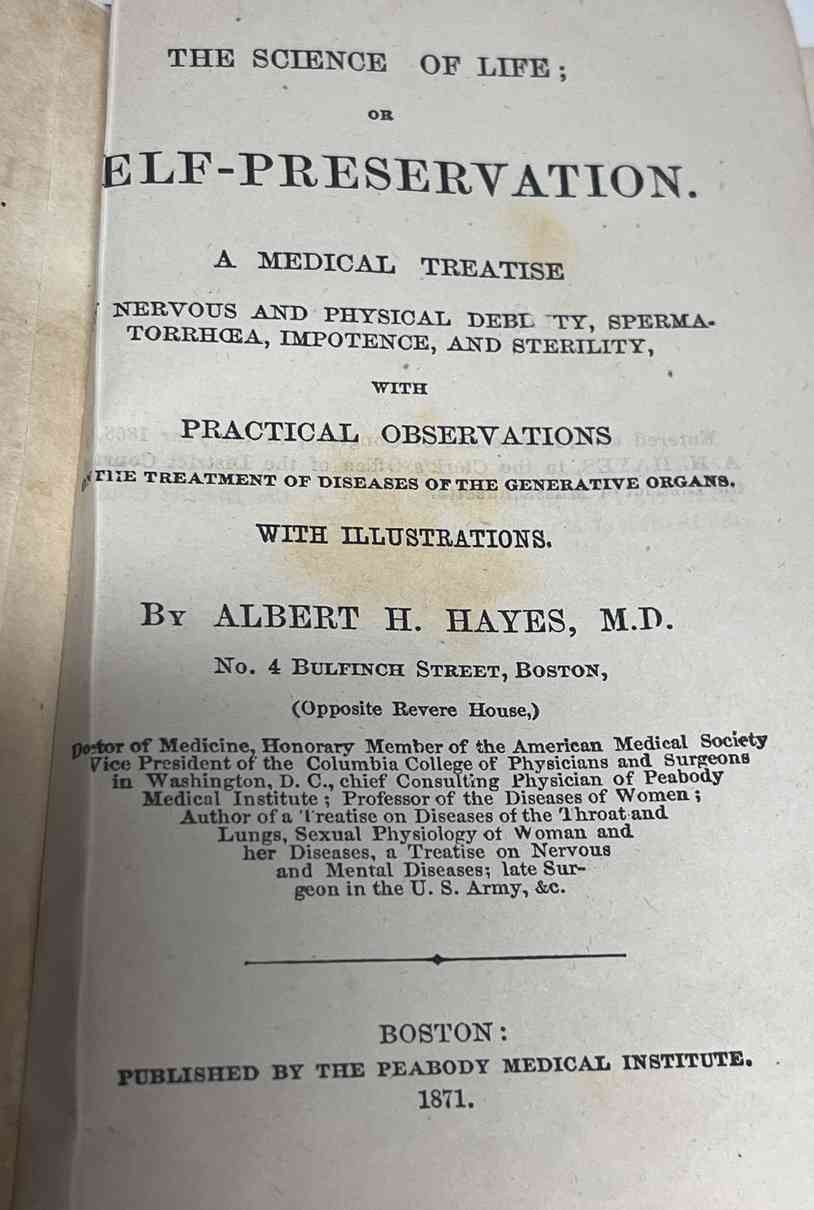 THE SCIENCE OF LIFE;
OR
ELF-PRESERVATION.
A MEDICAL TREATISE
NERVOUS AND PHYSICAL DEBL TY, SPERMA-
TORRHŒA, IMPOTENCE, AND STERILITY,
WITH
PRACTICAL OBSERVATIONS
THE TREATMENT OF DISEASES OF THE GENERATIVE ORGANS.
WITH ILLUSTRATIONS.
BY ALBERT H. HAYES, M.D.
No. 4 BULFINCH STREET, BOSTON,
(Opposite Revere House,)
Doctor of Medicine, Honorary Member of the American Medical Society
Vice President of the Columbia College of Physicians and Surgeons
in Washington, D. C., chief Consulting Physician of Peabody
Medical Institute; Professor of the Diseases of Women;
Author of a Treatise on Diseases of the Throat and
Lungs, Sexual Physiology of Woman and
her Diseases, a Treatise on Nervous
and Mental Diseases; late Sur-
geon in the U. S. Army, &c.
BOSTON:
PUBLISHED BY THE PEABODY MEDICAL INSTITUTE.
1871.